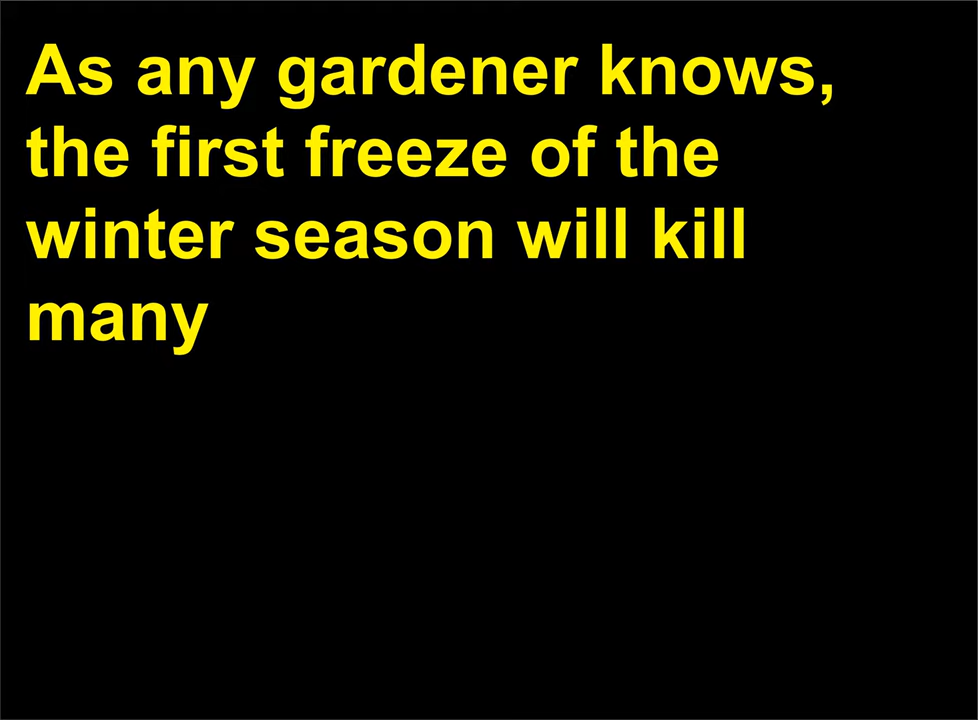 As any gardener knows,
the first freeze of the
winter season will kill
many